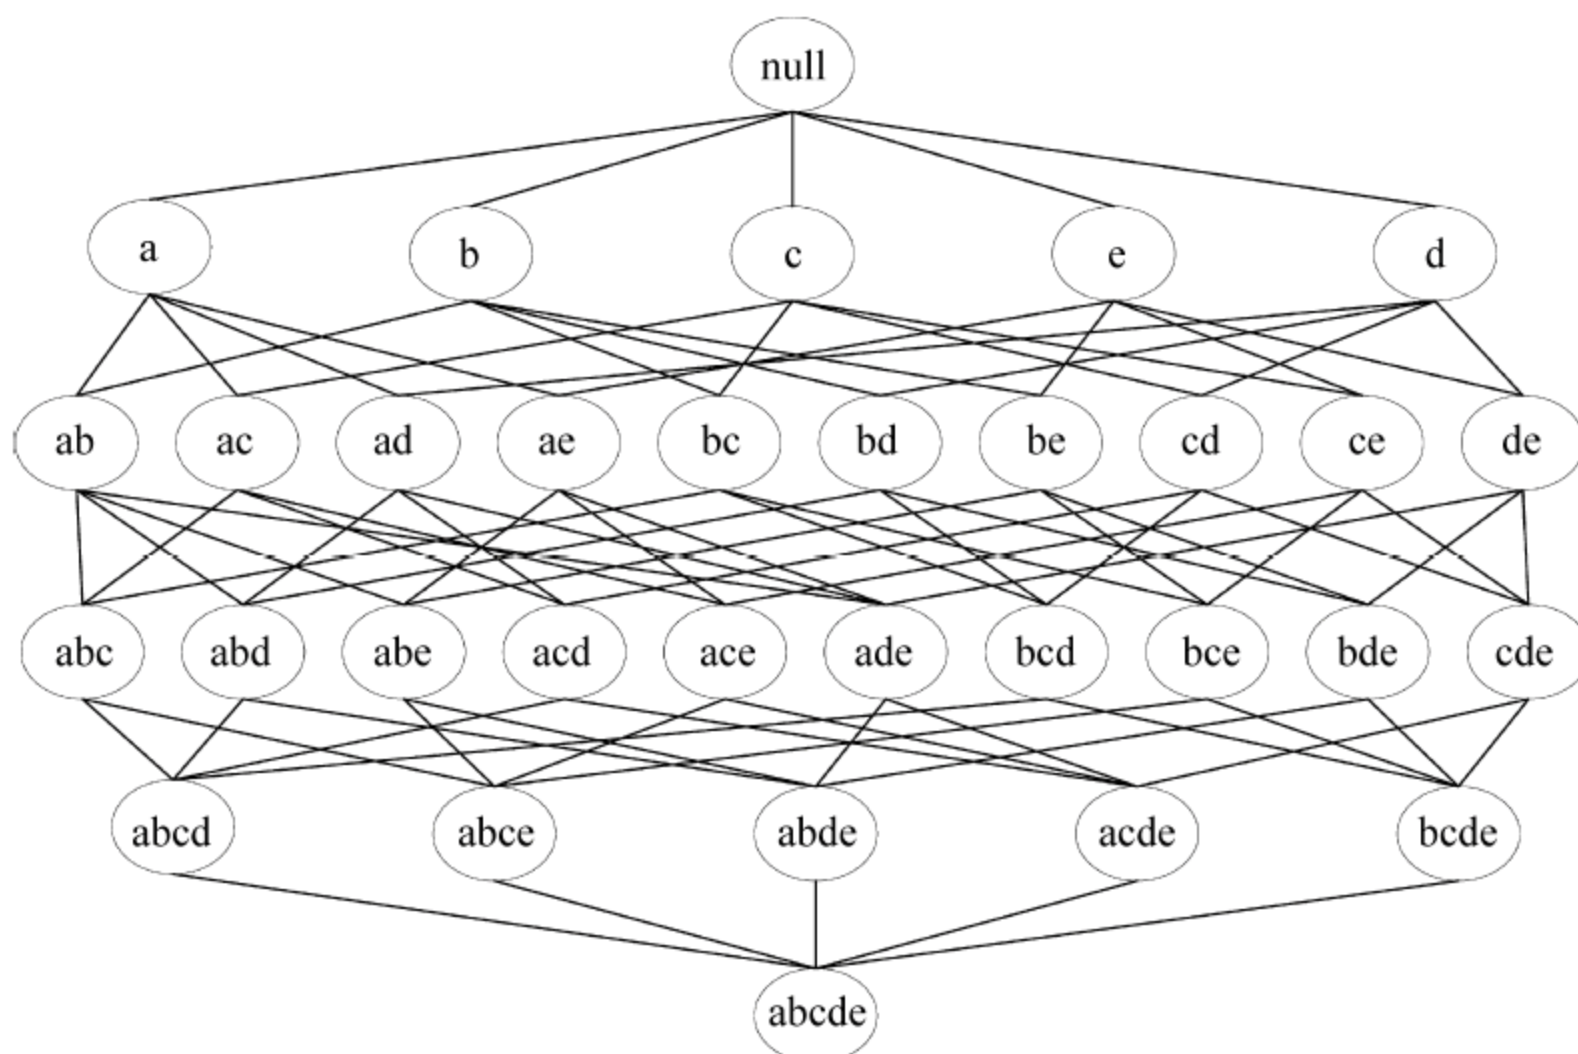 null
a b c e d
ab ac ad ae bc bd be cd ce de
abc abd abe acd ace ade bcd bce bde cde
abcd abce abde acde bcde
abcde